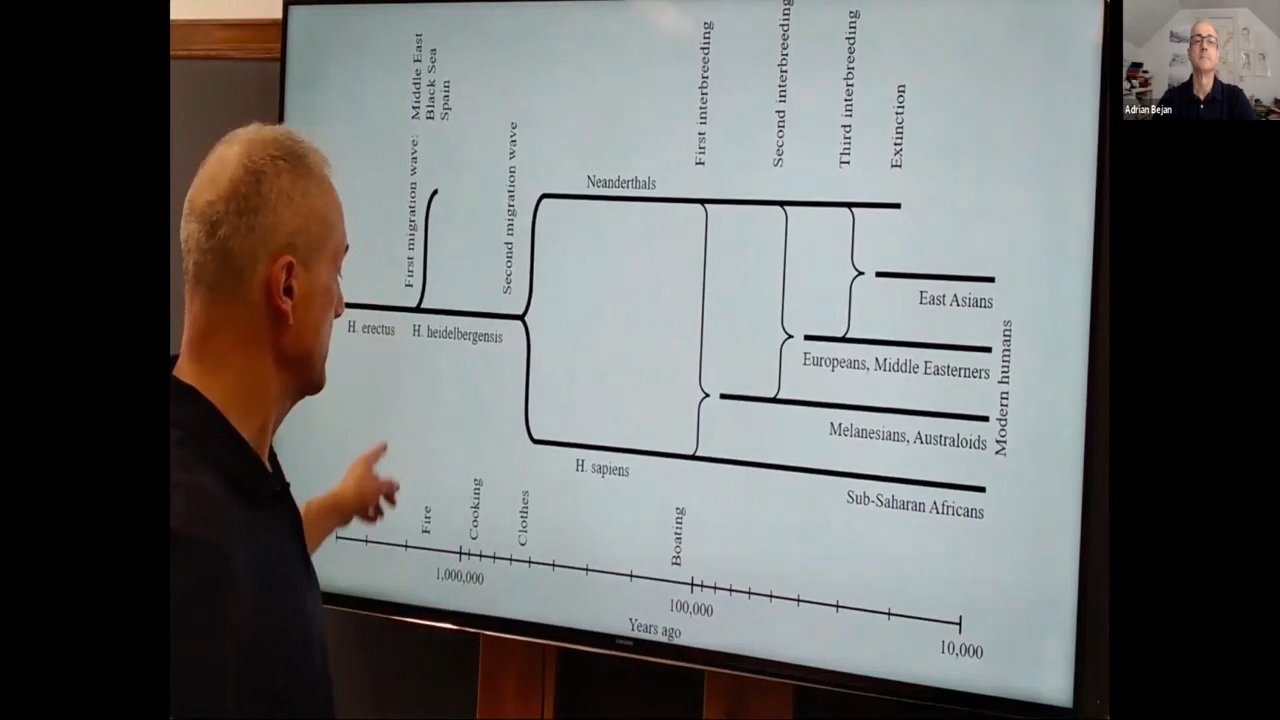 Middle East
Black Sea
Spain
First migration wave:
Second migration wave
First interbreeding
Second interbreeding
Third interbreeding
Extinction
Neanderthals
East Asians
H. erectus
H. heidelbergensis
Europeans, Middle Easterners
Modern humans
Melanesians, Australoids
H. sapiens
Sub-Saharan Africans
Fire
Cooking
Clothes
Boating
1,000,000
100,000
10,000
Years ago
Adrian Bejan